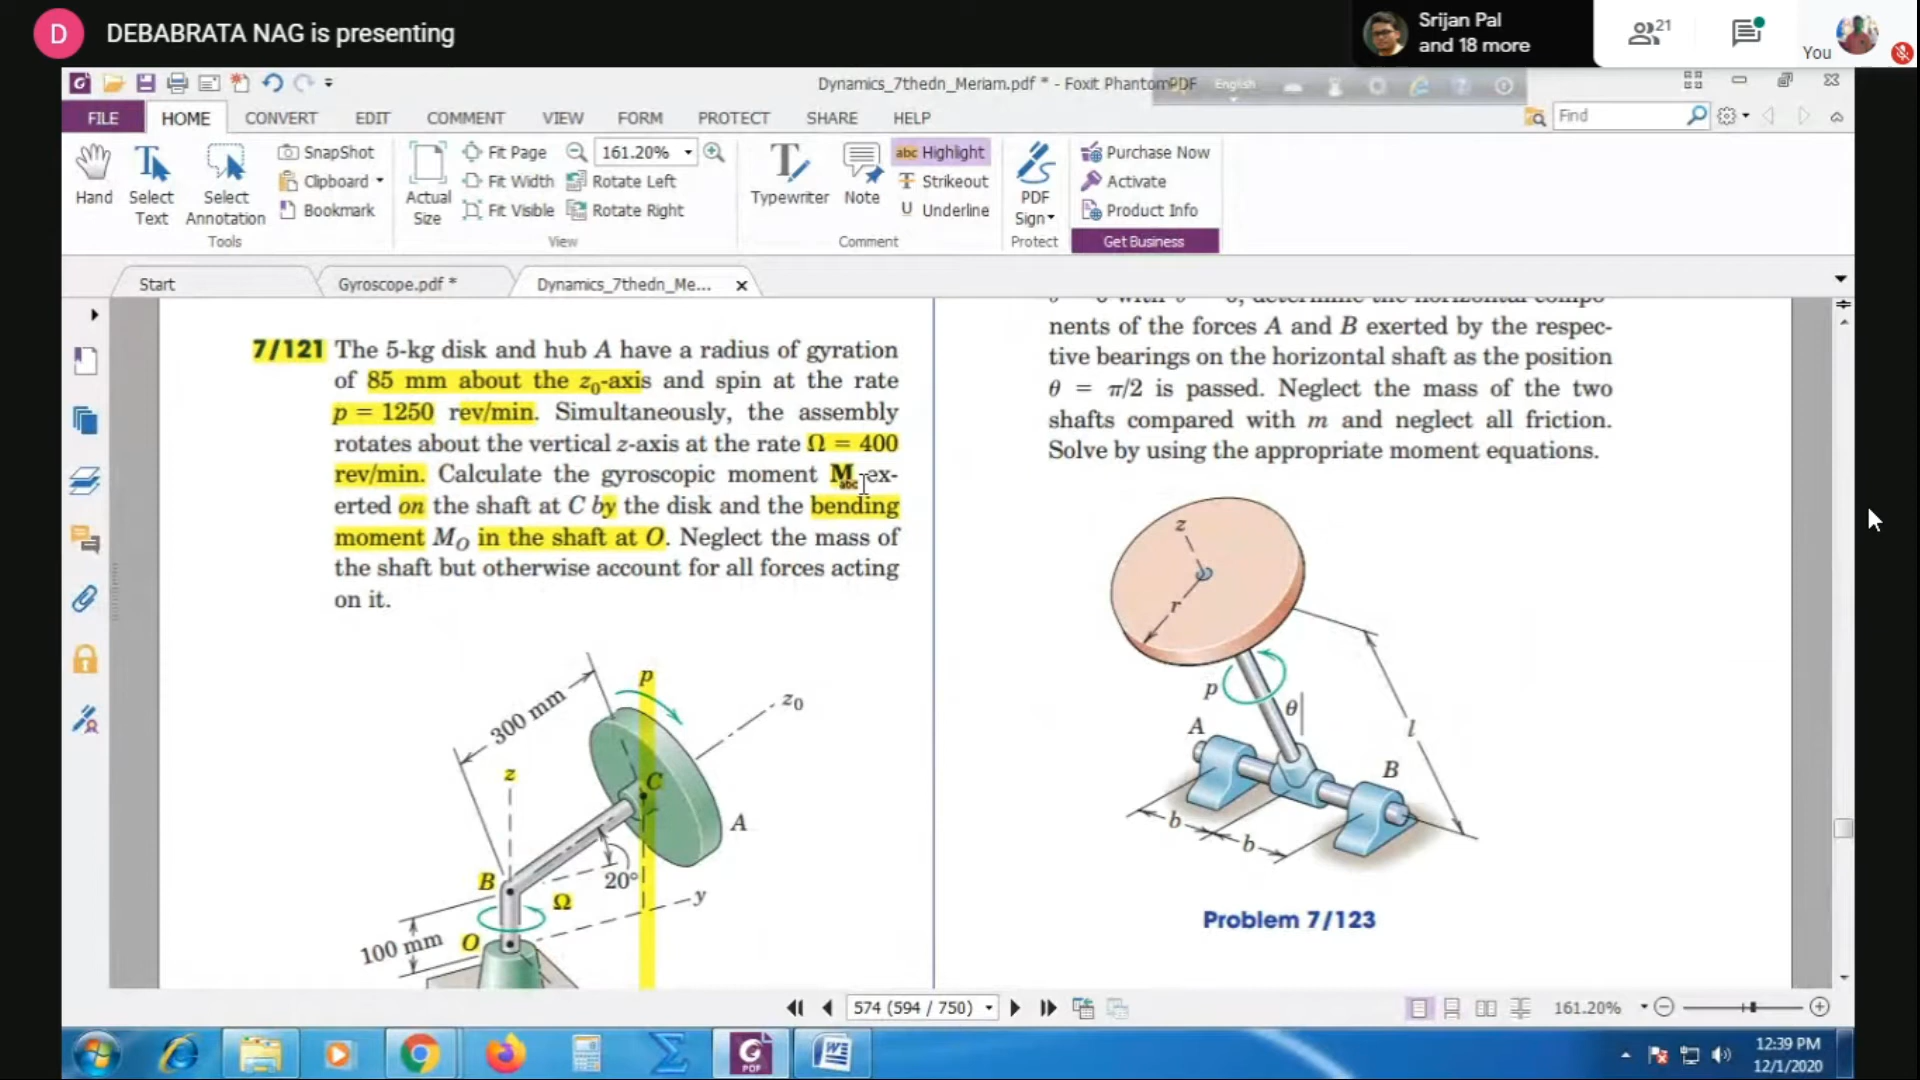 D
DEBABRATA NAG is presenting
Srijan Pal
and 18 more
21
You
Dynamics_7thedn_Meriam.pdf * - Foxit PhantomPDF
English
FILE
HOME
CONVERT
EDIT
COMMENT
VIEW
FORM
PROTECT
SHARE
HELP
Find
Hand
Select
Text
Select
Annotation
SnapShot
Clipboard
Bookmark
Tools
Actual
Size
Fit Page
Fit Width
Fit Visible
161.20%
Rotate Left
Rotate Right
View
Typewriter
Note
abc Highlight
Strikeout
Underline
Comment
PDF
Sign
Protect
Purchase Now
Activate
Product Info
Get Business
Start
Gyroscope.pdf *
Dynamics_7thedn_Me...
7/121 The 5-kg disk and hub A have a radius of gyration
of 85 mm about the z₀-axis and spin at the rate
p = 1250 rev/min. Simultaneously, the assembly
rotates about the vertical z-axis at the rate Ω = 400
rev/min. Calculate the gyroscopic moment M ex-
erted on the shaft at C by the disk and the bending
moment M_O in the shaft at O. Neglect the mass of
the shaft but otherwise account for all forces acting
on it.
p
z₀
300 mm
z
C
A
B
20°
Ω
y
O
100 mm
nents of the forces A and B exerted by the respec-
tive bearings on the horizontal shaft as the position
θ = π/2 is passed. Neglect the mass of the two
shafts compared with m and neglect all friction.
Solve by using the appropriate moment equations.
z
r
p
θ
A
l
B
b
b
Problem 7/123
574 (594 / 750)
161.20%
12:39 PM
12/1/2020